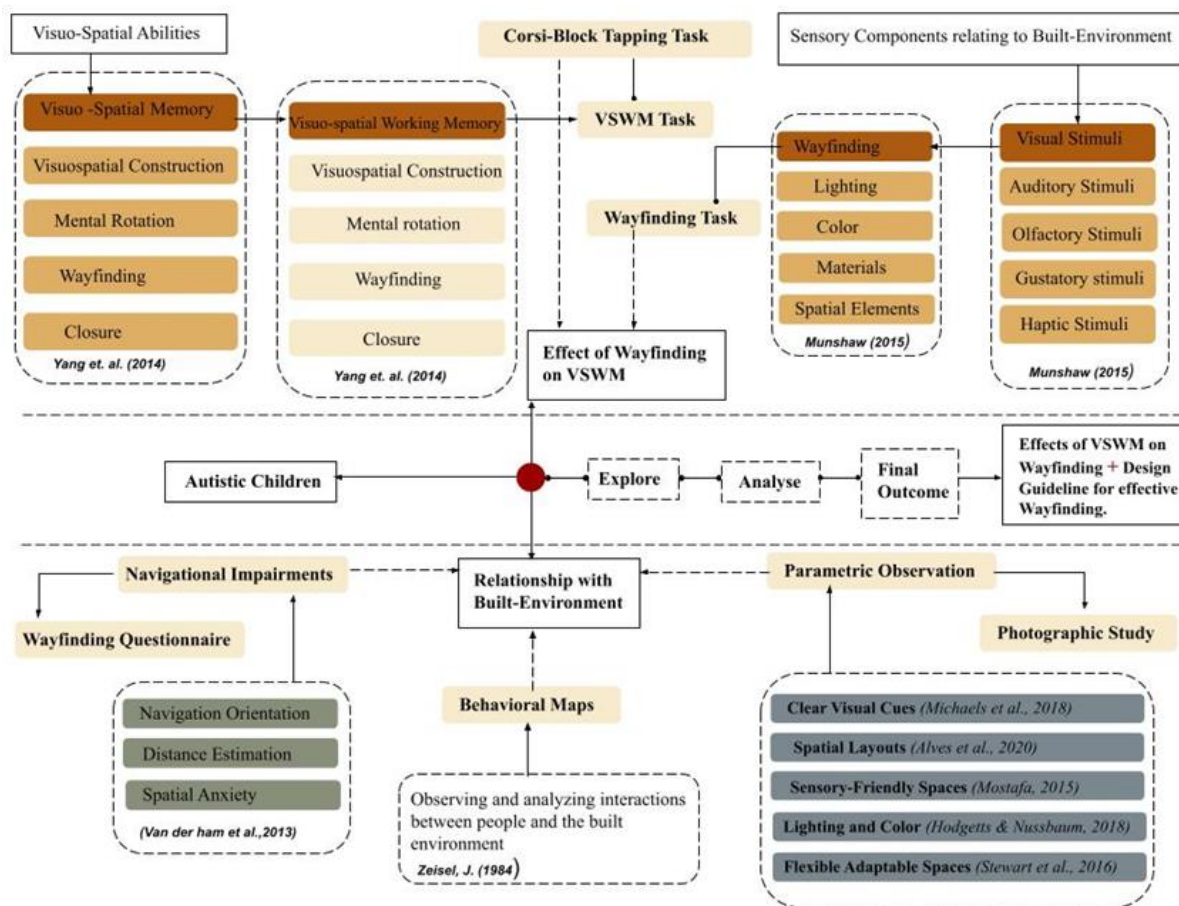 Visuo-Spatial Abilities
Visuo -Spatial Memory
Visuospatial Construction
Mental Rotation
Wayfinding
Closure
Yang et. al. (2014)
Visuo-spatial Working Memory
Visuospatial Construction
Mental rotation
Wayfinding
Closure
Yang et. al. (2014)
Corsi-Block Tapping Task
VSWM Task
Wayfinding Task
Effect of Wayfinding
on VSWM
Sensory Components relating to Built-Environment
Wayfinding
Lighting
Color
Materials
Spatial Elements
Munshaw (2015)
Visual Stimuli
Auditory Stimuli
Olfactory Stimuli
Gustatory stimuli
Haptic Stimuli
Munshaw (2015)
Autistic Children
Explore
Analyse
Final
Outcome
Effects of VSWM on
Wayfinding + Design
Guideline for effective
Wayfinding.
Navigational Impairments
Wayfinding Questionnaire
Navigation Orientation
Distance Estimation
Spatial Anxiety
(Van der ham et al.,2013)
Relationship with
Built-Environment
Behavioral Maps
Observing and analyzing interactions
between people and the built
environment
Zeisel, J. (1984)
Parametric Observation
Photographic Study
Clear Visual Cues (Michaels et al., 2018)
Spatial Layouts (Alves et al., 2020)
Sensory-Friendly Spaces (Mostafa, 2015)
Lighting and Color (Hodgetts & Nussbaum, 2018)
Flexible Adaptable Spaces (Stewart et al., 2016)